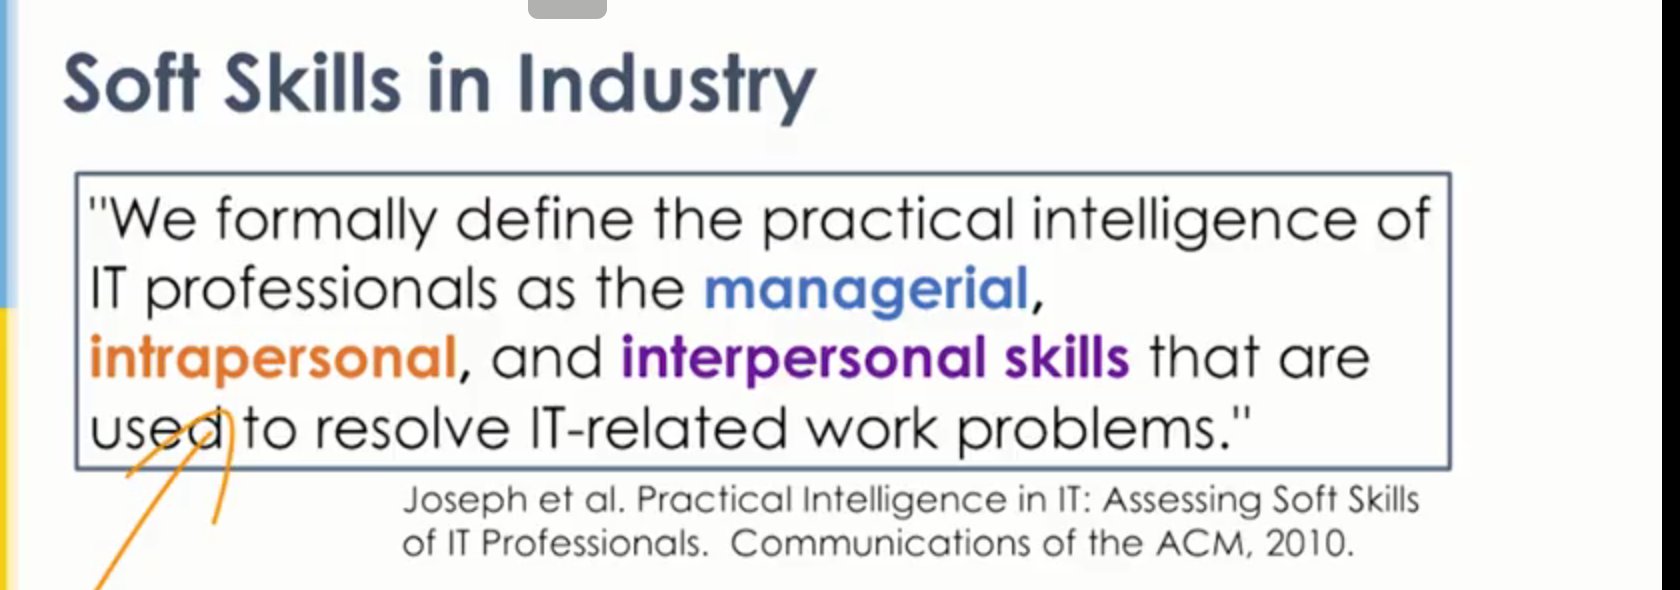 Soft Skills in Industry
"We formally define the practical intelligence of
IT professionals as the managerial,
intrapersonal, and interpersonal skills that are
used to resolve IT-related work problems."
Joseph et al. Practical Intelligence in IT: Assessing Soft Skills
of IT Professionals.  Communications of the ACM, 2010.